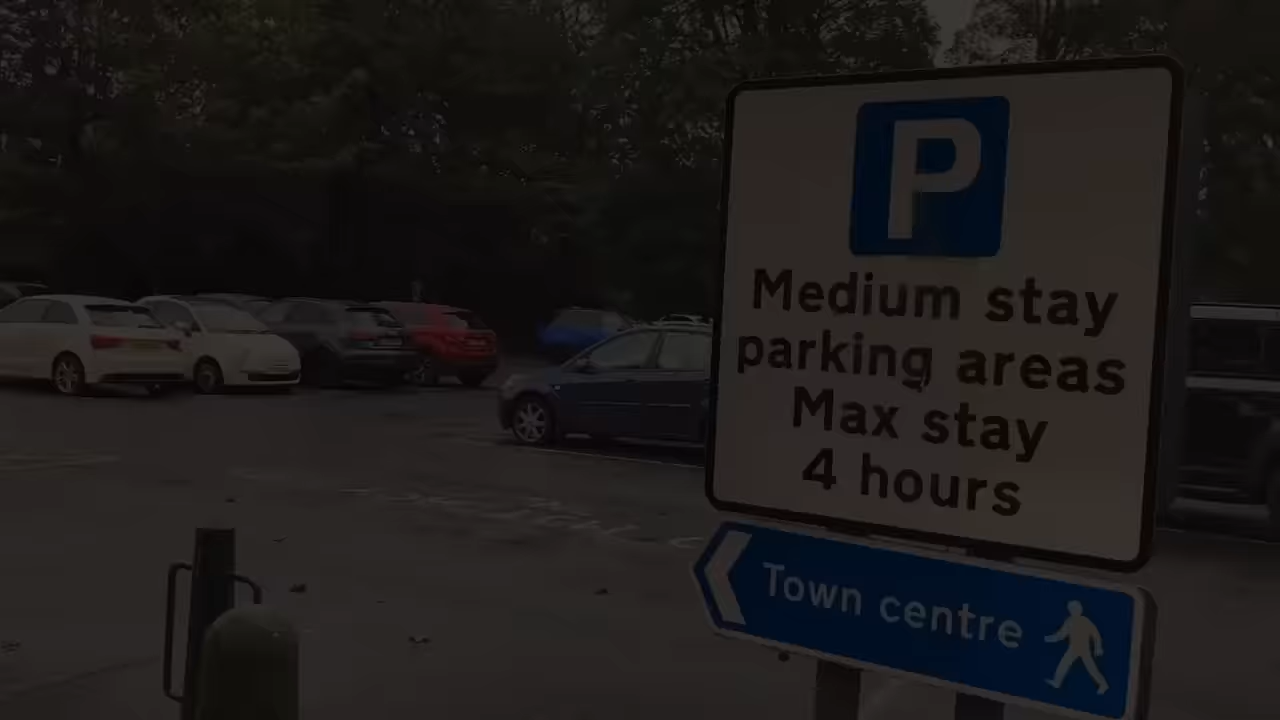 P
Medium stay
parking areas
Max stay
4 hours
Town centre